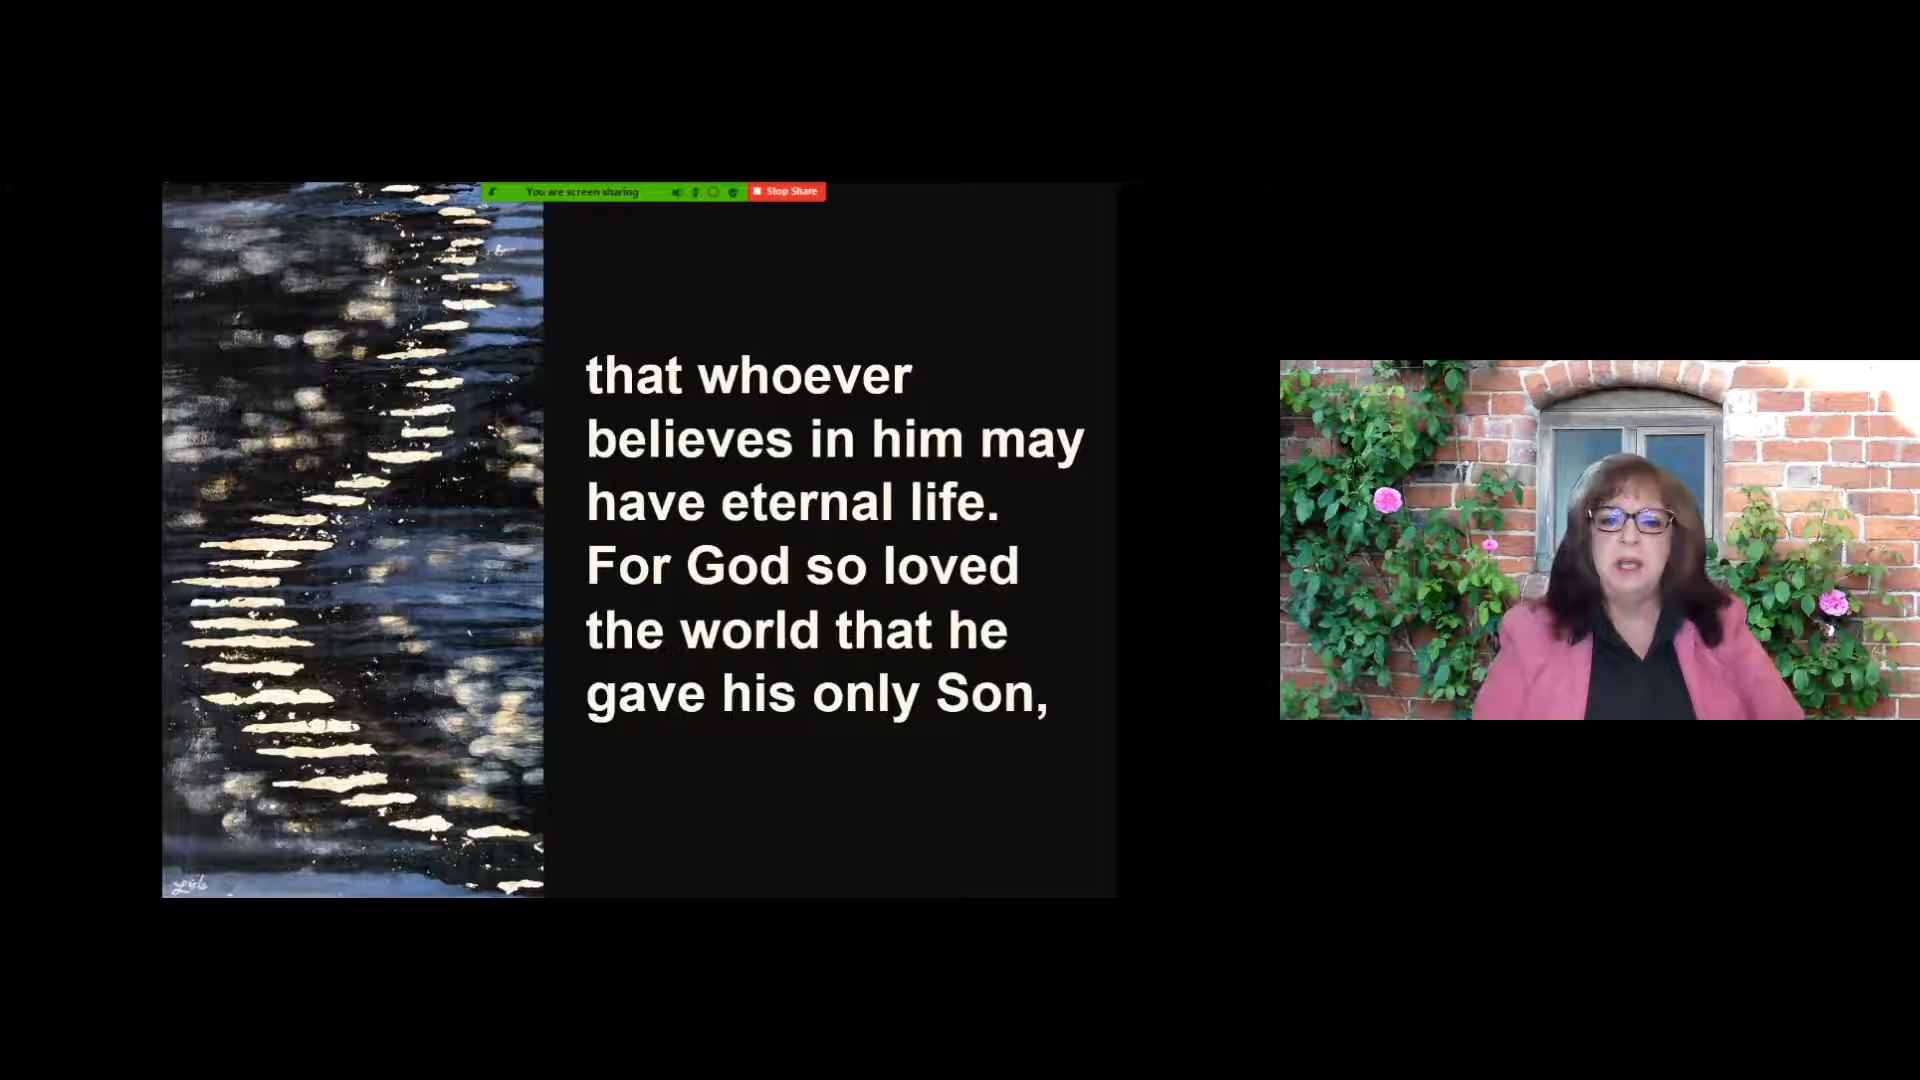 You are screen sharing
Stop Share
that whoever
believes in him may
have eternal life.
For God so loved
the world that he
gave his only Son,